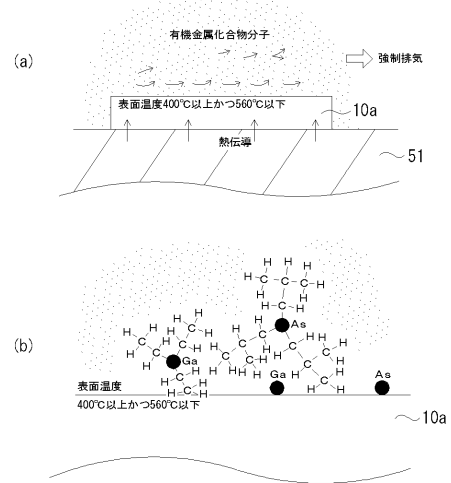 (a)
有機金属化合物分子
強制排気
表面温度400℃以上かつ560℃以下
10a
熱伝導
51
(b)
H
H H
C C C H
H H H
H C H
H H
H C H
H H H As
H C H H C
H C C H C H H H
H C Ga H C C C C H
H H C H H H C H
H C H Ga H As
表面温度
400℃以上かつ560℃以下
10a